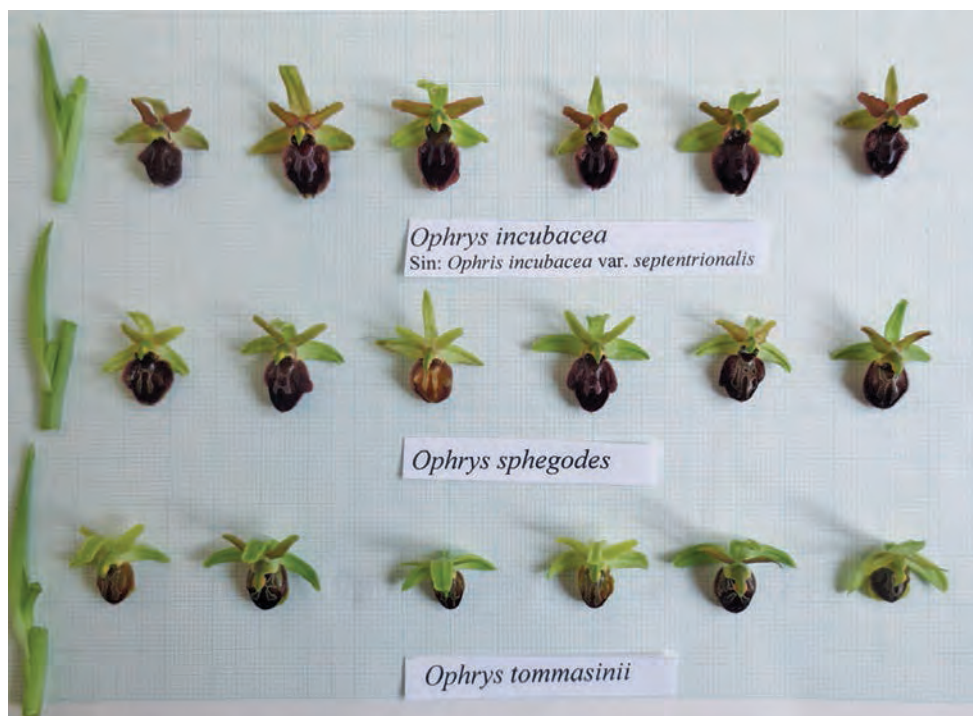 Ophrys incubacea
Sin: Ophris incubacea var. septentrionalis
Ophrys sphegodes
Ophrys tommasinii